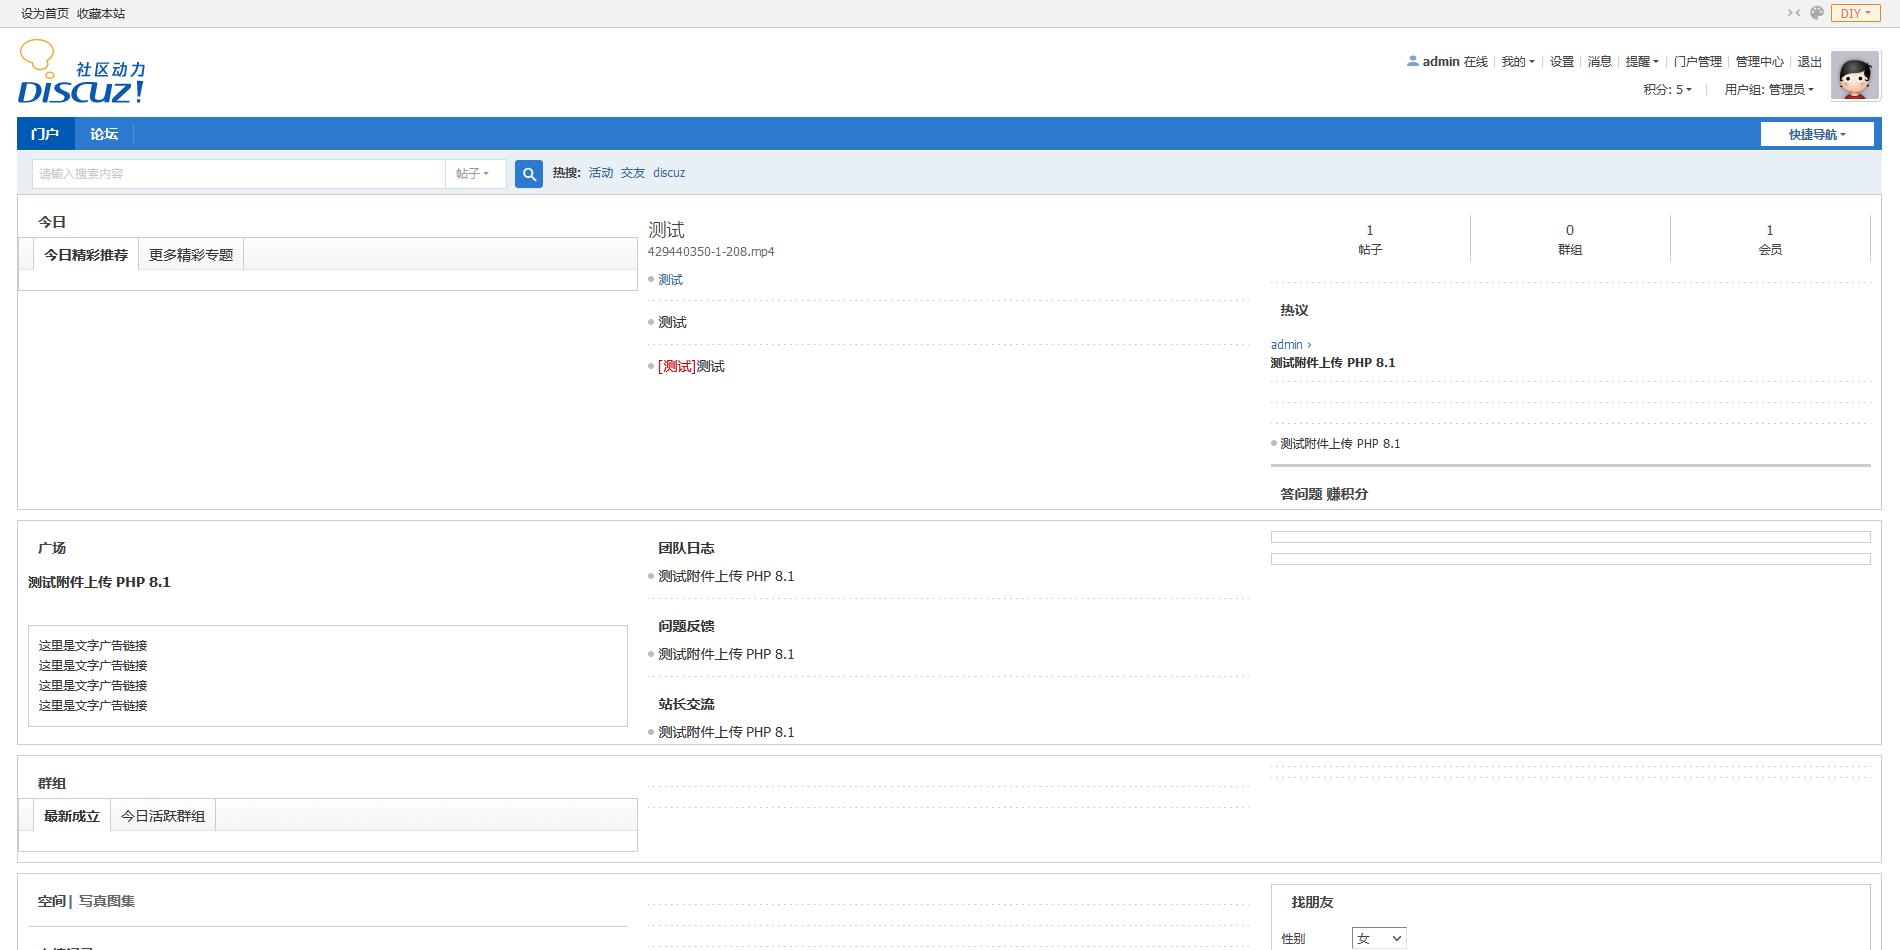 设为首页 收藏本站
DIY
社区动力
DISCUZ!
admin 在线 我的 设置 消息 提醒 门户管理 管理中心 退出
积分: 5 用户组: 管理员
门户 论坛 快捷导航
请输入搜索内容 帖子 热搜: 活动 交友 discuz
今日
今日精彩推荐 更多精彩专题
测试
429440350-1-208.mp4
测试
测试
[测试]测试
1 0 1
帖子 群组 会员
热议
admin ›
测试附件上传 PHP 8.1
测试附件上传 PHP 8.1
答问题 赚积分
广场
测试附件上传 PHP 8.1
这里是文字广告链接
这里是文字广告链接
这里是文字广告链接
这里是文字广告链接
团队日志
测试附件上传 PHP 8.1
问题反馈
测试附件上传 PHP 8.1
站长交流
测试附件上传 PHP 8.1
群组
最新成立 今日活跃群组
空间| 写真图集
找朋友
性别 女